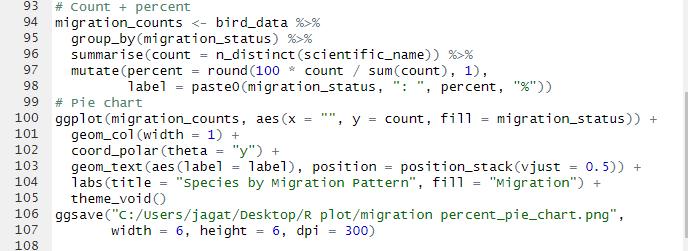 93 # Count + percent
94 migration_counts <- bird_data %>%
95   group_by(migration_status) %>%
96   summarise(count = n_distinct(scientific_name)) %>%
97   mutate(percent = round(100 * count / sum(count), 1),
98          label = paste0(migration_status, ": ", percent, "%"))
99 # Pie chart
100 ggplot(migration_counts, aes(x = "", y = count, fill = migration_status)) +
101   geom_col(width = 1) +
102   coord_polar(theta = "y") +
103   geom_text(aes(label = label), position = position_stack(vjust = 0.5)) +
104   labs(title = "Species by Migration Pattern", fill = "Migration") +
105   theme_void()
106 ggsave("C:/Users/jagat/Desktop/R plot/migration percent_pie_chart.png",
107        width = 6, height = 6, dpi = 300)
108